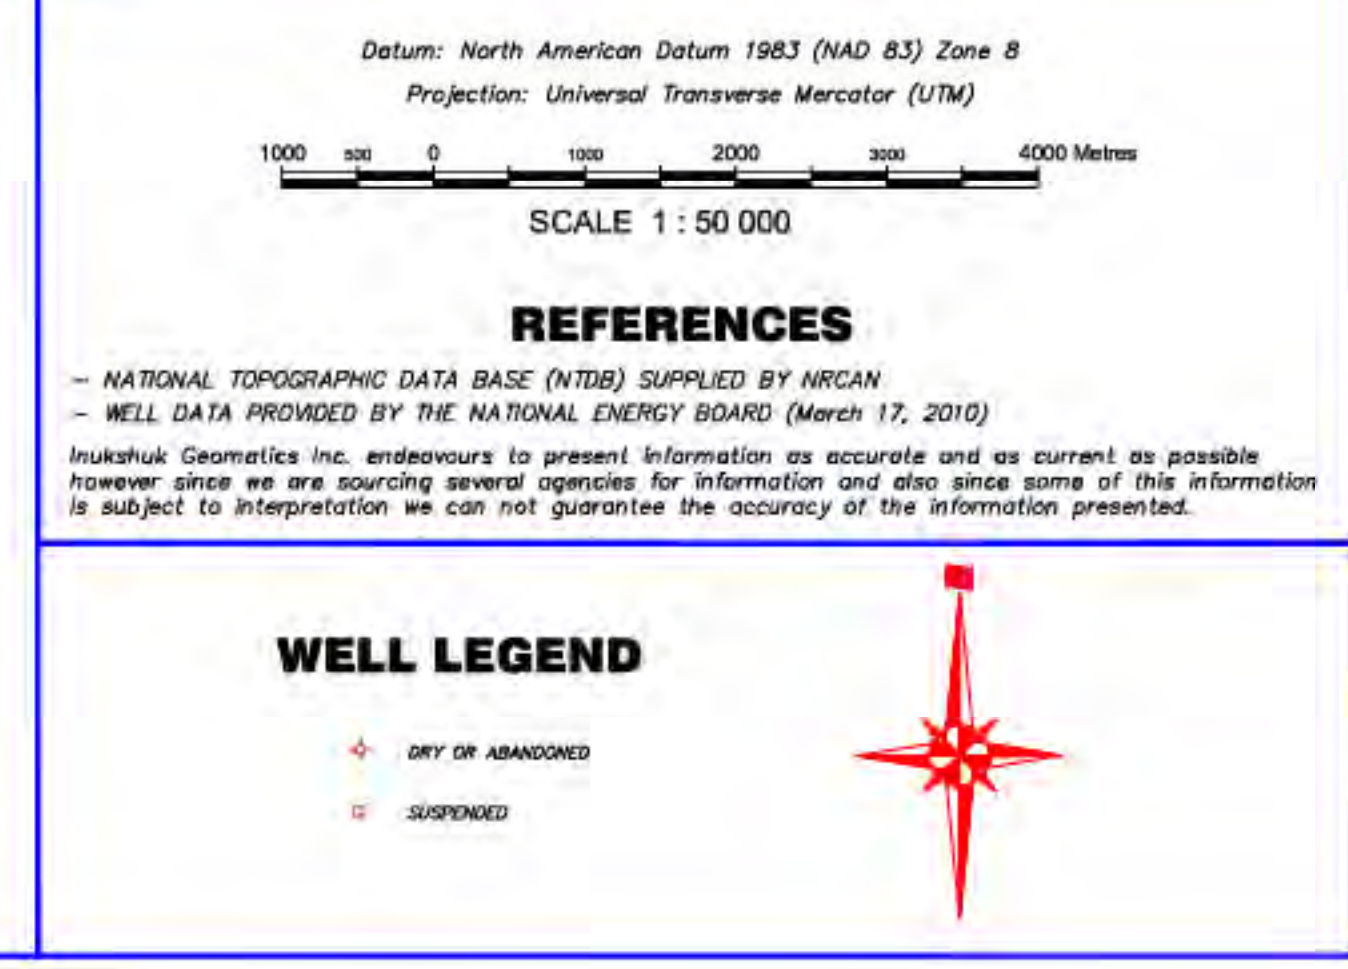 Datum: North American Datum 1983 (NAD 83) Zone 8
Projection: Universal Transverse Mercator (UTM)
1000 500 0 1000 2000 3000 4000 Metres
SCALE 1 : 50 000
REFERENCES
- NATIONAL TOPOGRAPHIC DATA BASE (NTDB) SUPPLIED BY NRCAN
- WELL DATA PROVIDED BY THE NATIONAL ENERGY BOARD (March 17, 2010)
Inukshuk Geomatics Inc. endeavours to present information as accurate and as current as possible
however since we are sourcing several agencies for information and also since some of this information
is subject to interpretation we can not guarantee the accuracy of the information presented.
WELL LEGEND
DRY OR ABANDONED
SUSPENDED